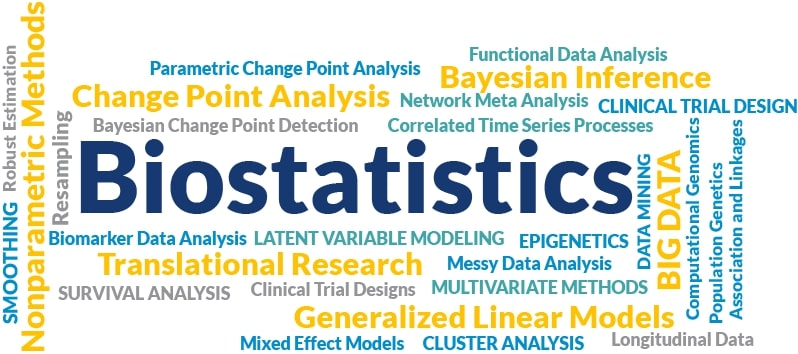 SMOOTHING
Robust Estimation
Nonparametric Methods
Resampling
Functional Data Analysis
Parametric Change Point Analysis
Bayesian Inference
Change Point Analysis
Network Meta Analysis
CLINICAL TRIAL DESIGN
Bayesian Change Point Detection
Correlated Time Series Processes
Biostatistics
DATA MINING
BIG DATA
Computational Genomics
Population Genetics
Association and Linkages
Biomarker Data Analysis
LATENT VARIABLE MODELING
EPIGENETICS
Translational Research
Messy Data Analysis
SURVIVAL ANALYSIS
Clinical Trial Designs
MULTIVARIATE METHODS
Generalized Linear Models
Mixed Effect Models
CLUSTER ANALYSIS
Longitudinal Data